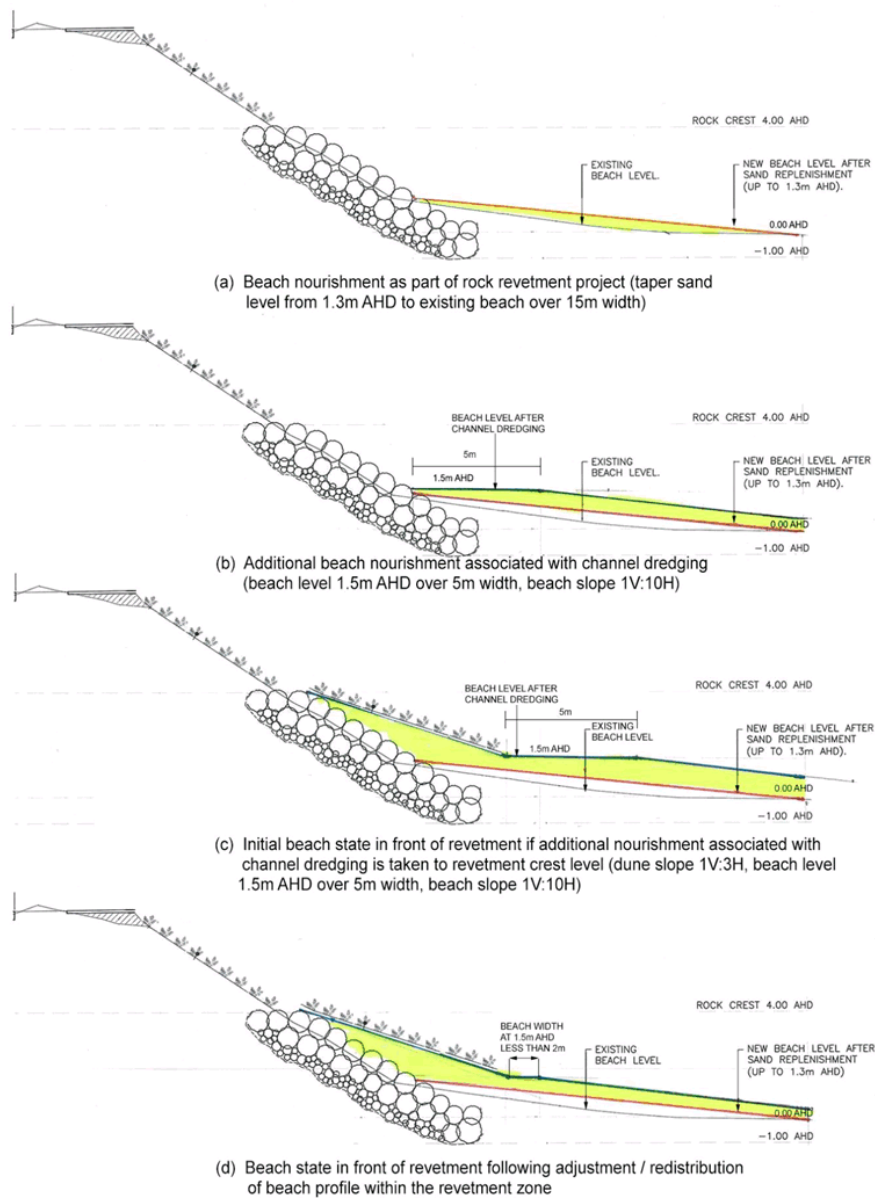 ROCK CREST 4.00 AHD
EXISTING
BEACH LEVEL.
NEW BEACH LEVEL AFTER
SAND REPLENISHMENT
(UP TO 1.3m AHD).
0.00 AHD
-1.00 AHD
(a) Beach nourishment as part of rock revetment project (taper sand
level from 1.3m AHD to existing beach over 15m width)
BEACH LEVEL AFTER
CHANNEL DREDGING
ROCK CREST 4.00 AHD
5m
1.5m AHD
EXISTING
BEACH LEVEL.
NEW BEACH LEVEL AFTER
SAND REPLENISHMENT
(UP TO 1.3m AHD).
0.00 AHD
-1.00 AHD
(b) Additional beach nourishment associated with channel dredging
(beach level 1.5m AHD over 5m width, beach slope 1V:10H)
ROCK CREST 4.00 AHD
BEACH LEVEL AFTER
CHANNEL DREDGING
5m
EXISTING
BEACH LEVEL
1.5m AHD
NEW BEACH LEVEL AFTER
SAND REPLENISHMENT
(UP TO 1.3m AHD).
0.00 AHD
-1.00 AHD
(c) Initial beach state in front of revetment if additional nourishment associated with
channel dredging is taken to revetment crest level (dune slope 1V:3H, beach level
1.5m AHD over 5m width, beach slope 1V:10H)
ROCK CREST 4.00 AHD
BEACH WIDTH
AT 1.5m AHD
LESS THAN 2m
EXISTING
BEACH LEVEL
NEW BEACH LEVEL AFTER
SAND REPLENISHMENT
(UP TO 1.3m AHD)
0.00 AHD
-1.00 AHD
(d) Beach state in front of revetment following adjustment / redistribution
of beach profile within the revetment zone